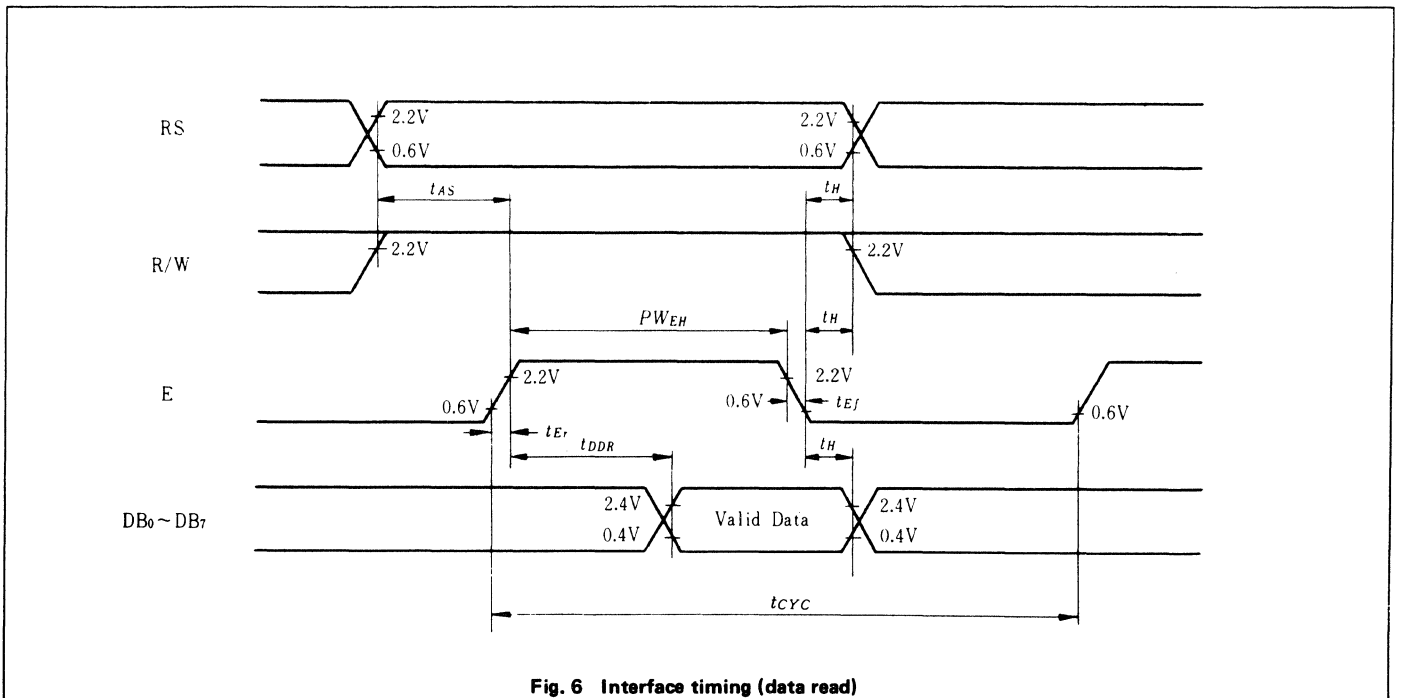 RS
2.2V
0.6V
2.2V
0.6V
tAS
tH
R/W
2.2V
2.2V
PWEH
tH
E
0.6V
2.2V
2.2V
0.6V
tEf
0.6V
tEr
tDDR
tH
DB0~DB7
2.4V
0.4V
Valid Data
2.4V
0.4V
tCYC
Fig. 6 Interface timing (data read)